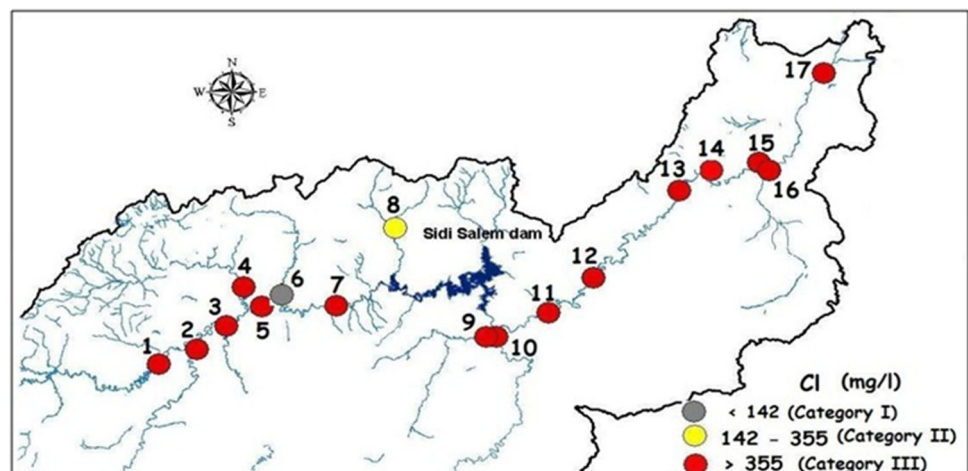 N
W E
S
17
15
14
13
16
8
Sidi Salem dam
12
4
6
7
11
3
5
9
2
10
1
Cl (mg/l)
< 142 (Category I)
142 - 355 (Category II)
> 355 (Category III)